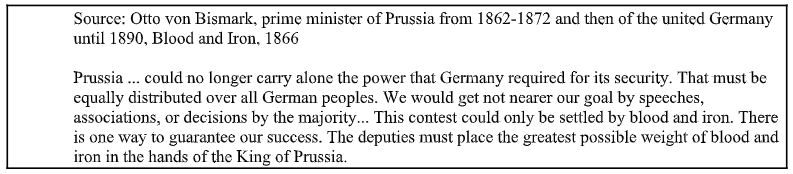 Source: Otto von Bismark, prime minister of Prussia from 1862-1872 and then of the united Germany
until 1890, Blood and Iron, 1866
Prussia ... could no longer carry alone the power that Germany required for its security. That must be
equally distributed over all German peoples. We would get not nearer our goal by speeches,
associations, or decisions by the majority... This contest could only be settled by blood and iron. There
is one way to guarantee our success. The deputies must place the greatest possible weight of blood and
iron in the hands of the King of Prussia.